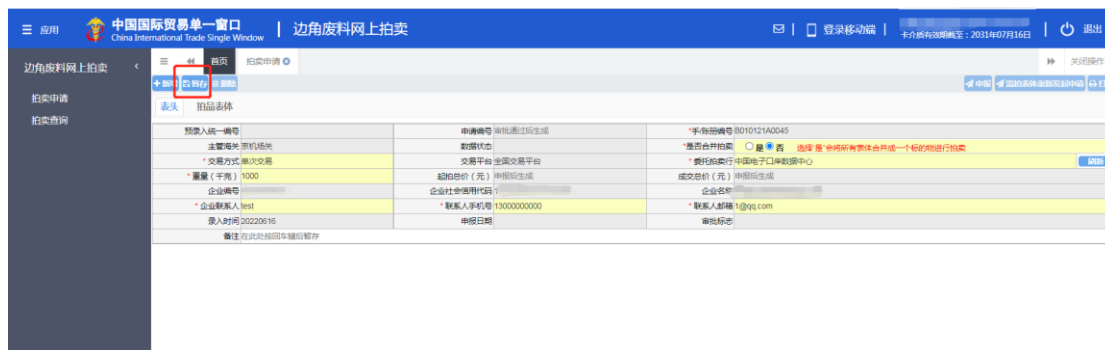 应用 中国国际贸易单一窗口 China International Trade Single Window 边角废料网上拍卖 登录移动端 卡介质有效期截至：2031年07月16日 退出
边角废料网上拍卖 首页 拍卖申请 关闭操作
新增 暂存 删除 申报 流拍表体重新发起申请
拍卖申请 表头 拍品表体
拍卖查询
预录入统一编号 申请编号 审批通过后生成 *手/账册编号 B010121A0045
主管海关 京机场关 数据状态 *是否合并拍卖 是 否 选择'是'会将所有表体合并成一个标的物进行拍卖
*交易方式 单次交易 交易平台 全国交易平台 *委托拍卖行 中国电子口岸数据中心 刷新
*重量（千克） 1000 起拍总价（元） 申报后生成 成交总价（元） 申报后生成
企业编号 企业社会信用代码 企业名称
*企业联系人 test *联系人手机号 13000000000 *联系人邮箱 1@qq.com
录入时间 20220616 申报日期 审批标志
备注 在此处按回车键后暂存